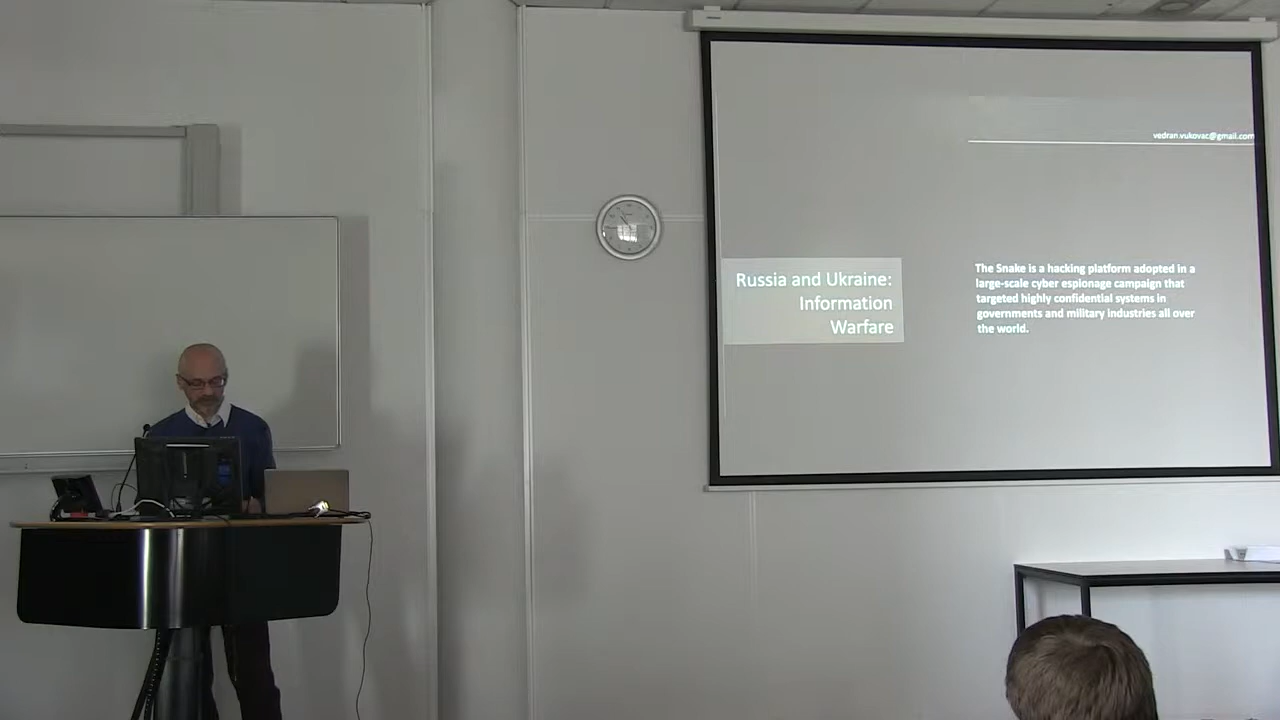 vedran.vukovac@gmail.com
Russia and Ukraine:
Information
Warfare
The Snake is a hacking platform adopted in a
large-scale cyber espionage campaign that
targeted highly confidential systems in
governments and military industries all over
the world.